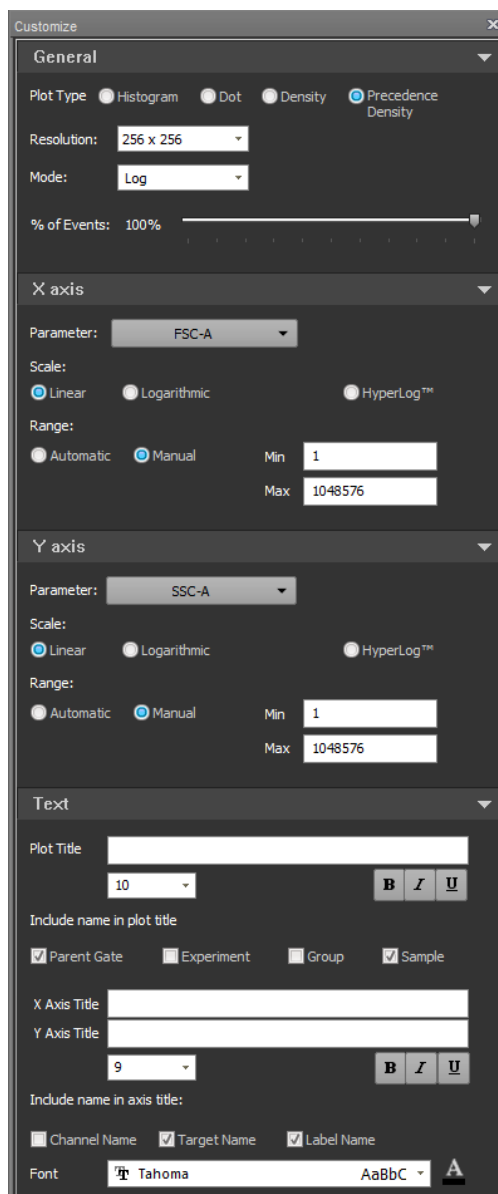 Customize x
General
Plot Type Histogram Dot Density Precedence
Density
Resolution: 256 x 256
Mode: Log
% of Events: 100%
X axis
Parameter: FSC-A
Scale:
Linear Logarithmic HyperLog™
Range:
Automatic Manual Min 1
Max 1048576
Y axis
Parameter: SSC-A
Scale:
Linear Logarithmic HyperLog™
Range:
Automatic Manual Min 1
Max 1048576
Text
Plot Title
10 B I U
Include name in plot title
Parent Gate Experiment Group Sample
X Axis Title
Y Axis Title
9 B I U
Include name in axis title:
Channel Name Target Name Label Name
Font Tahoma AaBbC A